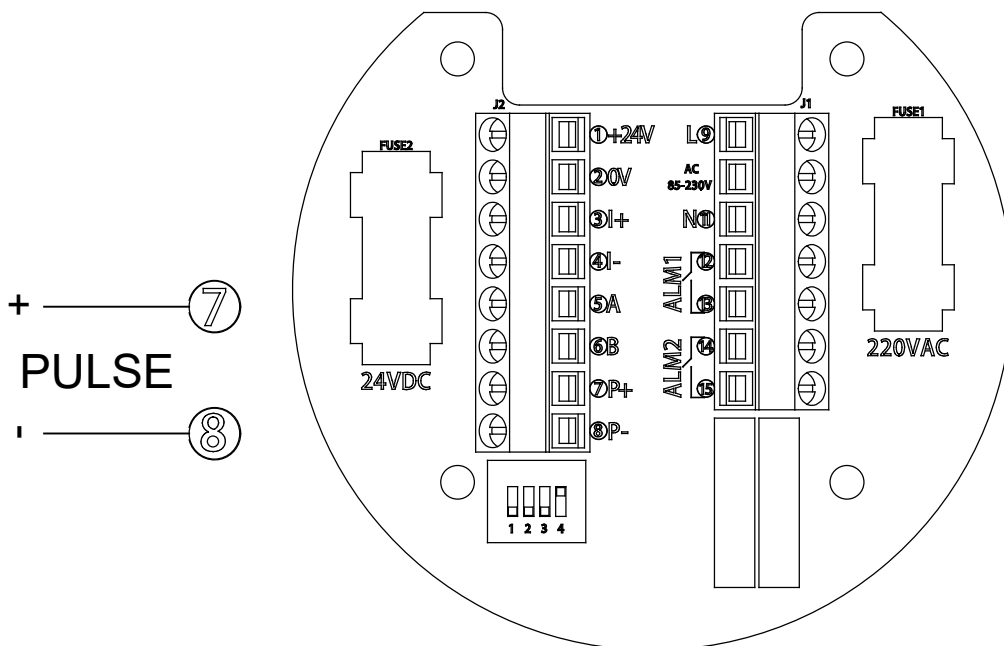 J2
J1
FUSE1
FUSE2
①+24V
L⑨
②0V
AC
85-230V
③I+
N⑪
④I-
ALM1
⑫
⑤A
⑬
+
⑦
⑥B
ALM2
⑭
220VAC
PULSE
24VDC
⑦P+
⑮
-
⑧
⑧P-
1 2 3 4